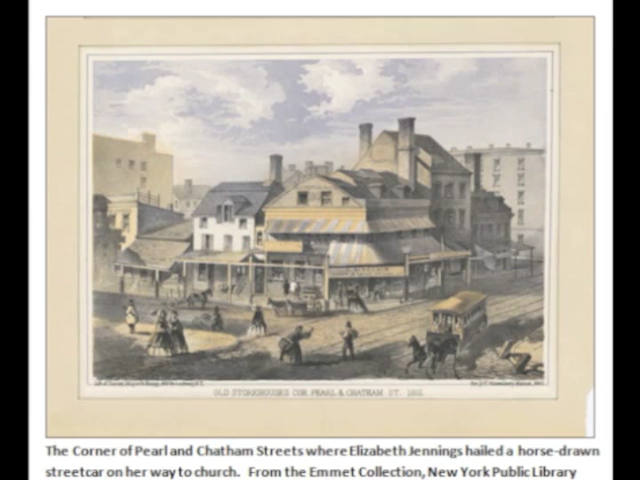 OLD STOREHOUSES COR. PEARL & CHATHAM ST. 1861
The Corner of Pearl and Chatham Streets where Elizabeth Jennings hailed a horse-drawn
streetcar on her way to church. From the Emmet Collection, New York Public Library